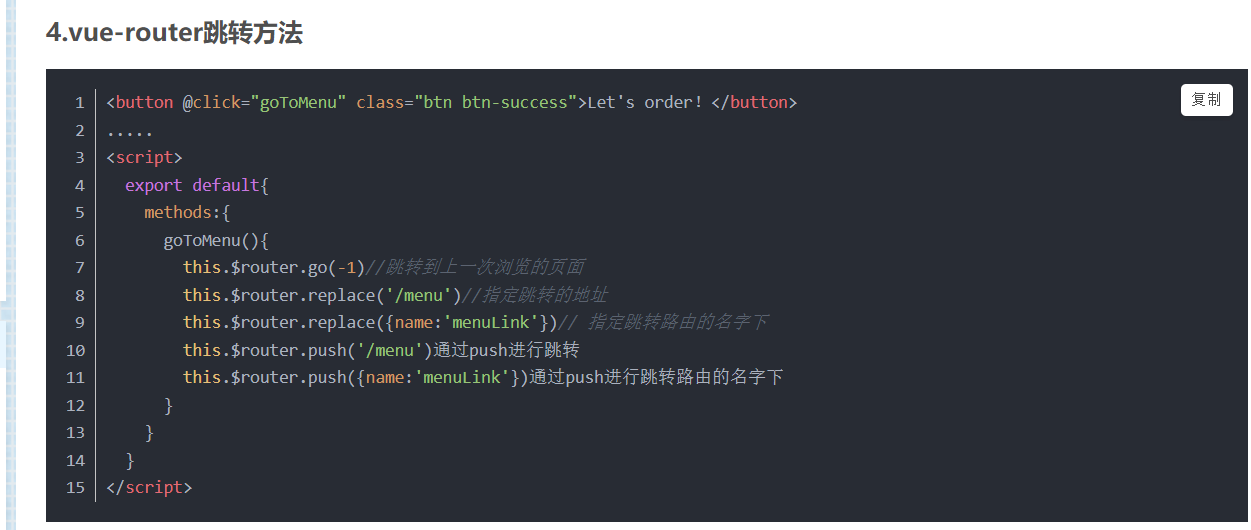 4.vue-router跳转方法
复制
1 <button @click="goToMenu" class="btn btn-success">Let's order！</button>
2 .....
3 <script>
4   export default{
5     methods:{
6       goToMenu(){
7         this.$router.go(-1)//跳转到上一次浏览的页面
8         this.$router.replace('/menu')//指定跳转的地址
9         this.$router.replace({name:'menuLink'})// 指定跳转路由的名字下
10         this.$router.push('/menu')通过push进行跳转
11         this.$router.push({name:'menuLink'})通过push进行跳转路由的名字下
12       }
13     }
14   }
15 </script>